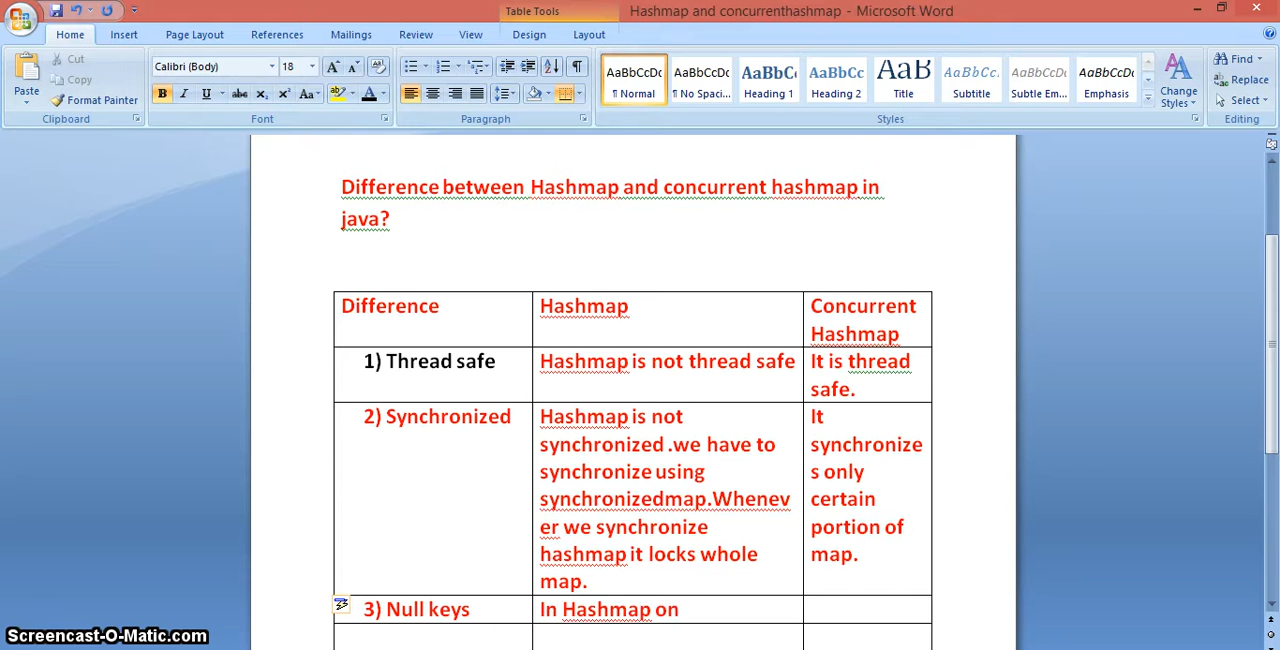 Table Tools
Hashmap and concurrenthashmap - Microsoft Word
Home Insert Page Layout References Mailings Review View Design Layout
Cut
Copy
Format Painter
Paste
Clipboard
Calibri (Body) 18
Font
Paragraph
AaBbCcDc AaBbCcDc AaBbCc AaBbCc AaB AaBbCc. AaBbCcDc AaBbCcDc
¶ Normal ¶ No Spaci... Heading 1 Heading 2 Title Subtitle Subtle Em... Emphasis
Change
Styles
Styles
Find
Replace
Select
Editing
Difference between Hashmap and concurrent hashmap in
java?
Difference
Hashmap
Concurrent
Hashmap
1) Thread safe
Hashmap is not thread safe
It is thread
safe.
2) Synchronized
Hashmap is not
synchronized .we have to
synchronize using
synchronizedmap.Whenev
er we synchronize
hashmap it locks whole
map.
It
synchronize
s only
certain
portion of
map.
3) Null keys
In Hashmap on
Screencast-O-Matic.com